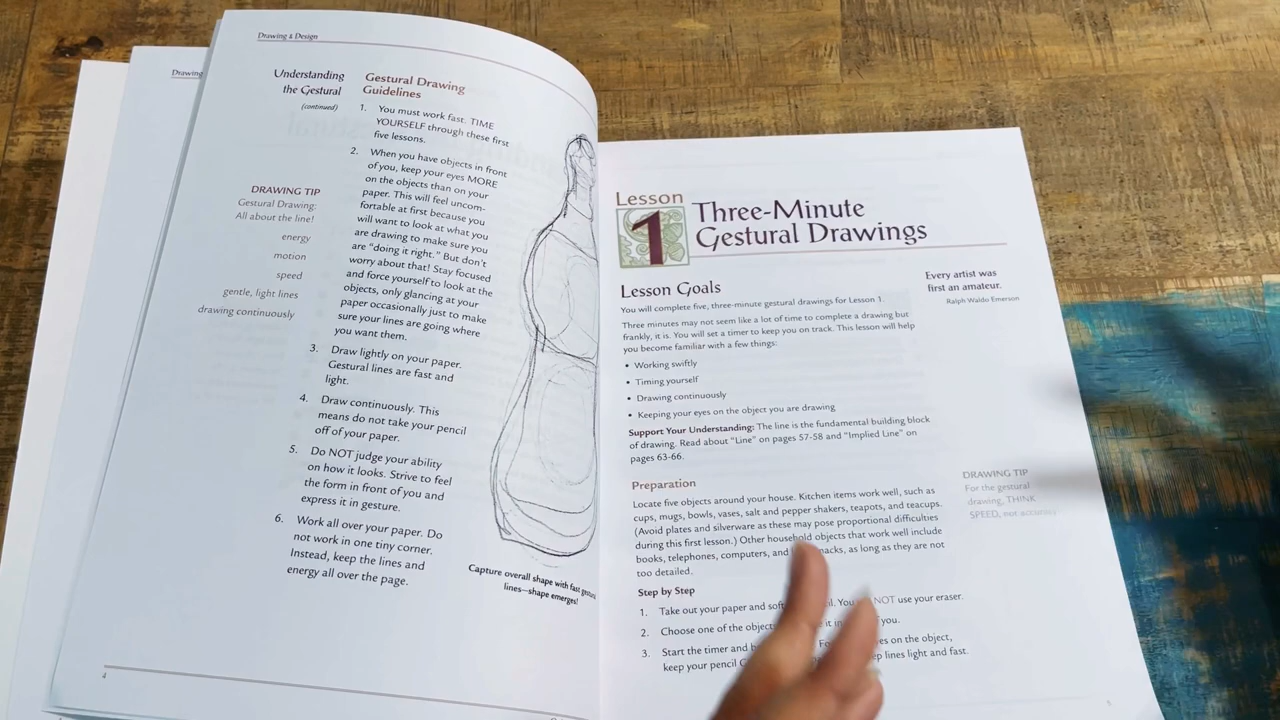 Drawing
Drawing & Design
Understanding
the Gestural
(continued)
DRAWING TIP
Gestural Drawing:
All about the line!
energy
motion
speed
gentle, light lines
drawing continuously
Gestural Drawing
Guidelines
1. You must work fast. TIME
YOURSELF through these first
five lessons.
2. When you have objects in front
of you, keep your eyes MORE
on the objects than on your
paper. This will feel uncom-
fortable at first because you
will want to look at what you
are drawing to make sure you
are "doing it right." But don't
worry about that! Stay focused
and force yourself to look at the
objects, only glancing at your
paper occasionally just to make
sure your lines are going where
you want them.
3. Draw lightly on your paper.
Gestural lines are fast and
light.
4. Draw continuously. This
means do not take your pencil
off of your paper.
5. Do NOT judge your ability
on how it looks. Strive to feel
the form in front of you and
express it in gesture.
6. Work all over your paper. Do
not work in one tiny corner.
Instead, keep the lines and
energy all over the page.
Capture overall shape with fast gestural
lines—shape emerges!
4
Lesson
1
Three-Minute
Gestural Drawings
Lesson Goals
You will complete five, three-minute gestural drawings for Lesson 1.
Three minutes may not seem like a lot of time to complete a drawing but
frankly, it is. You will set a timer to keep you on track. This lesson will help
you become familiar with a few things:
• Working swiftly
• Timing yourself
• Drawing continuously
• Keeping your eyes on the object you are drawing
Support Your Understanding: The line is the fundamental building block
of drawing. Read about "Line" on pages 57-58 and "Implied Line" on
pages 63-66.
Every artist was
first an amateur.
Ralph Waldo Emerson
Preparation
Locate five objects around your house. Kitchen items work well, such as
cups, mugs, bowls, vases, salt and pepper shakers, teapots, and teacups.
(Avoid plates and silverware as these may pose proportional difficulties
during this first lesson.) Other household objects that work well include
books, telephones, computers, and acks, as long as they are not
too detailed.
DRAWING TIP
For the gestural
drawing, THINK
SPEED, not accuracy
Step by Step
1. Take out your paper and soft il. You NOT use your eraser.
2. Choose one of the objects it in you.
3. Start the timer and es on the object,
keep your pencil ep lines light and fast.